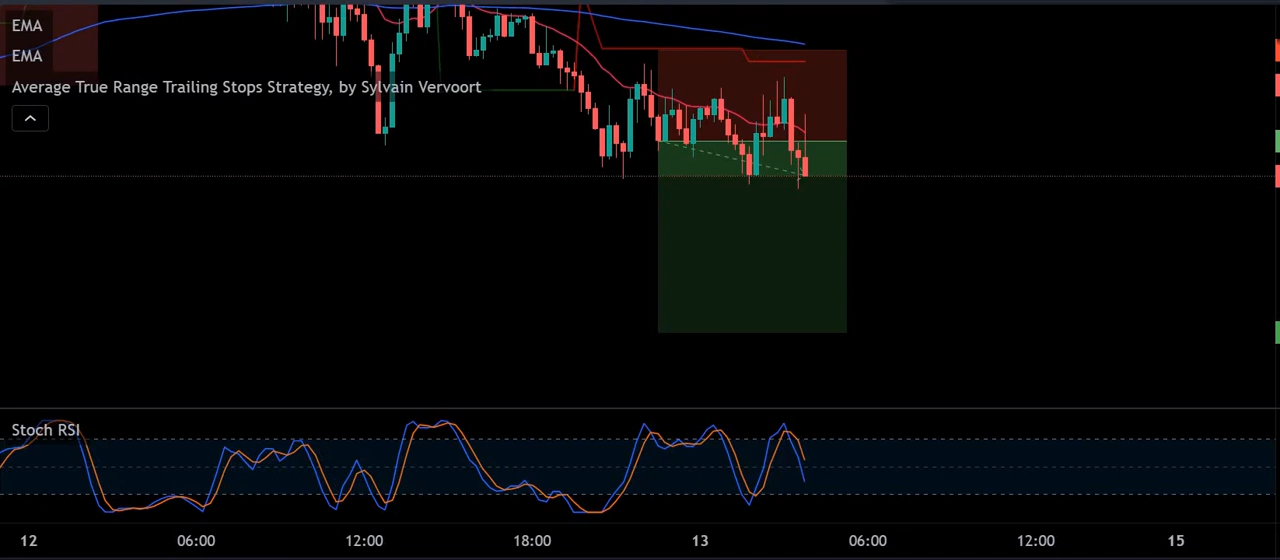 EMA
EMA
Average True Range Trailing Stops Strategy, by Sylvain Vervoort
Stoch RSI
12 06:00 12:00 18:00 13 06:00 12:00 15